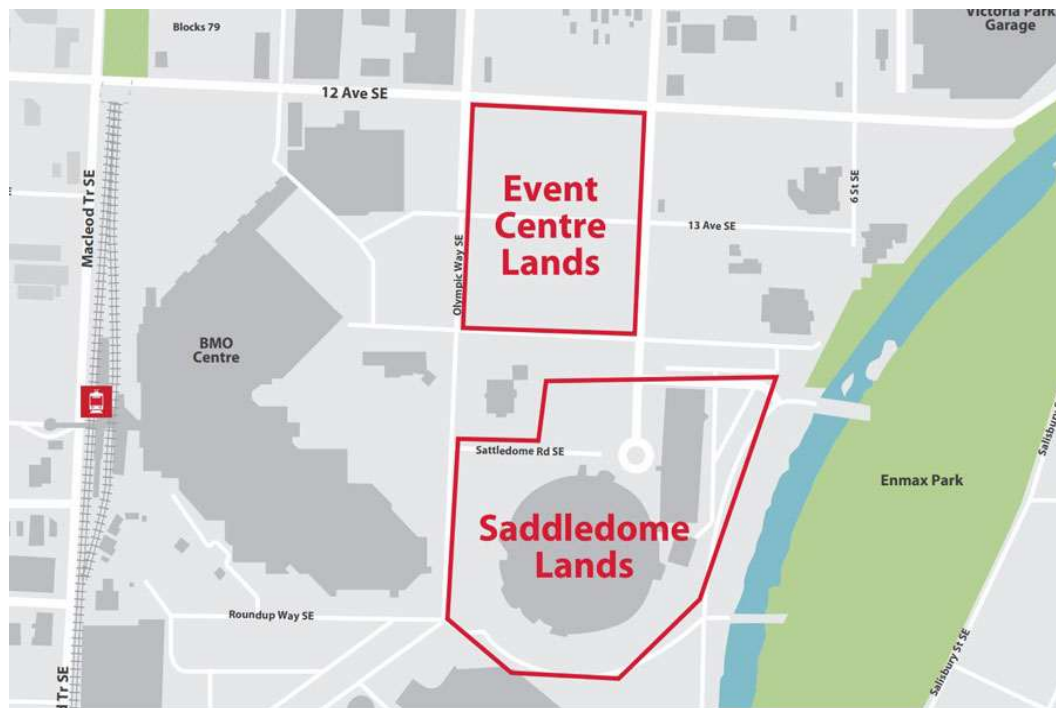 Blocks 79
Victoria Park
Garage
12 Ave SE
Macleod Tr SE
Event
Centre
Lands
Olympic Way SE
13 Ave SE
6 St SE
BMO
Centre
Sattledome Rd SE
Saddledome
Lands
Enmax Park
Salisbury S
Roundup Way SE
Salisbury St SE
d Tr SE
E